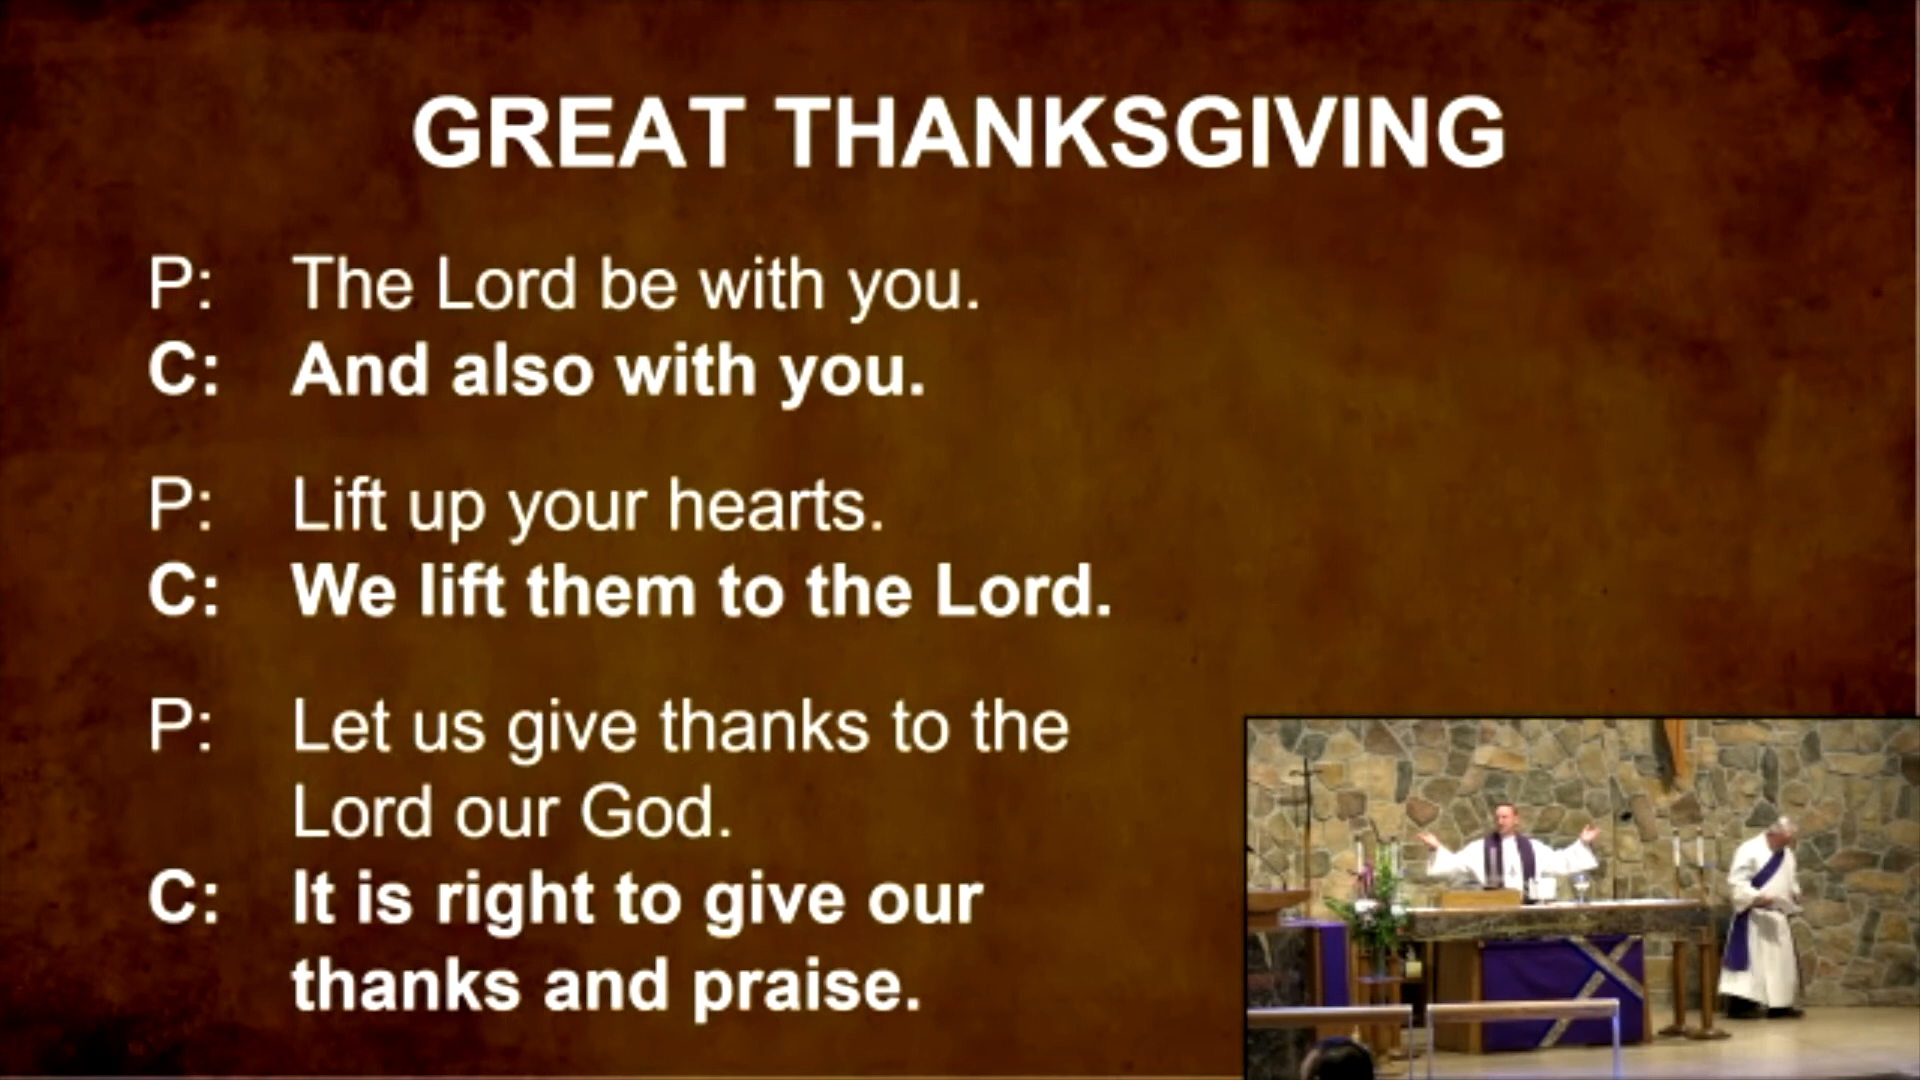 GREAT THANKSGIVING
P: The Lord be with you.
C: And also with you.
P: Lift up your hearts.
C: We lift them to the Lord.
P: Let us give thanks to the
Lord our God.
C: It is right to give our
thanks and praise.